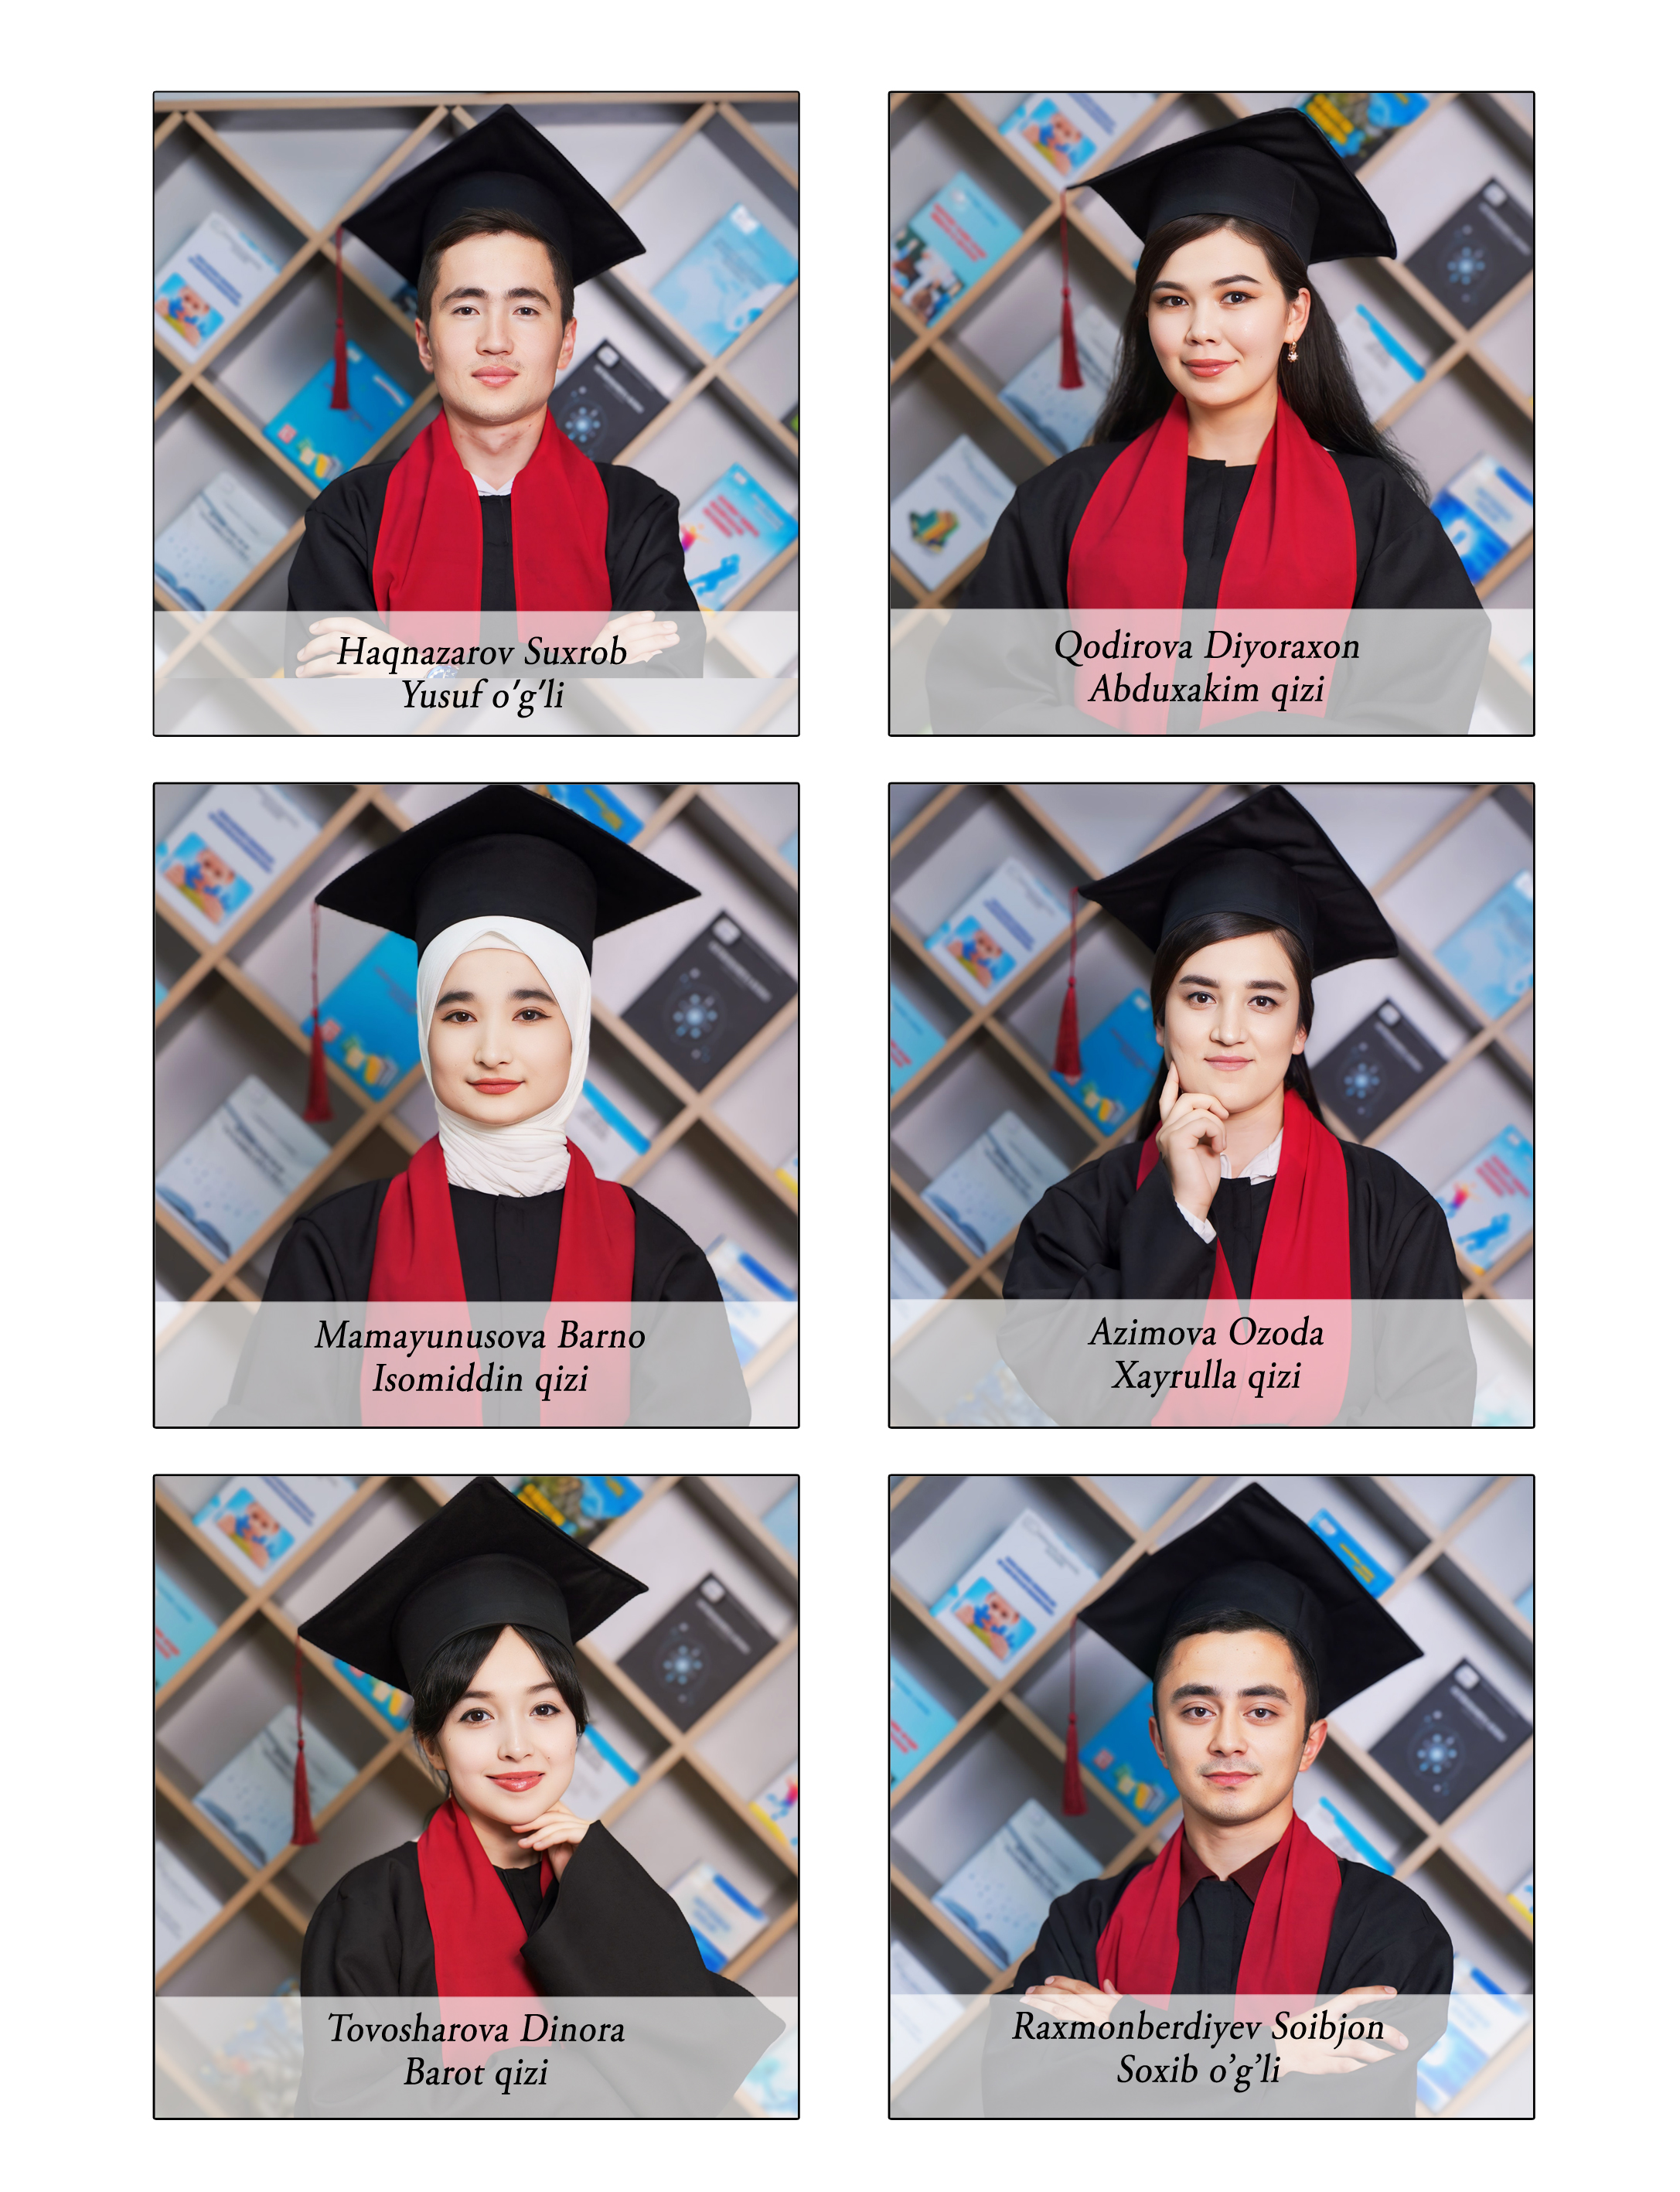 Haqnazarov Suxrob
Yusuf o’g’li
Qodirova Diyoraxon
Abduxakim qizi
Mamayunusova Barno
Isomiddin qizi
Azimova Ozoda
Xayrulla qizi
Tovosharova Dinora
Barot qizi
Raxmonberdiyev Soibjon
Soxib o’g’li